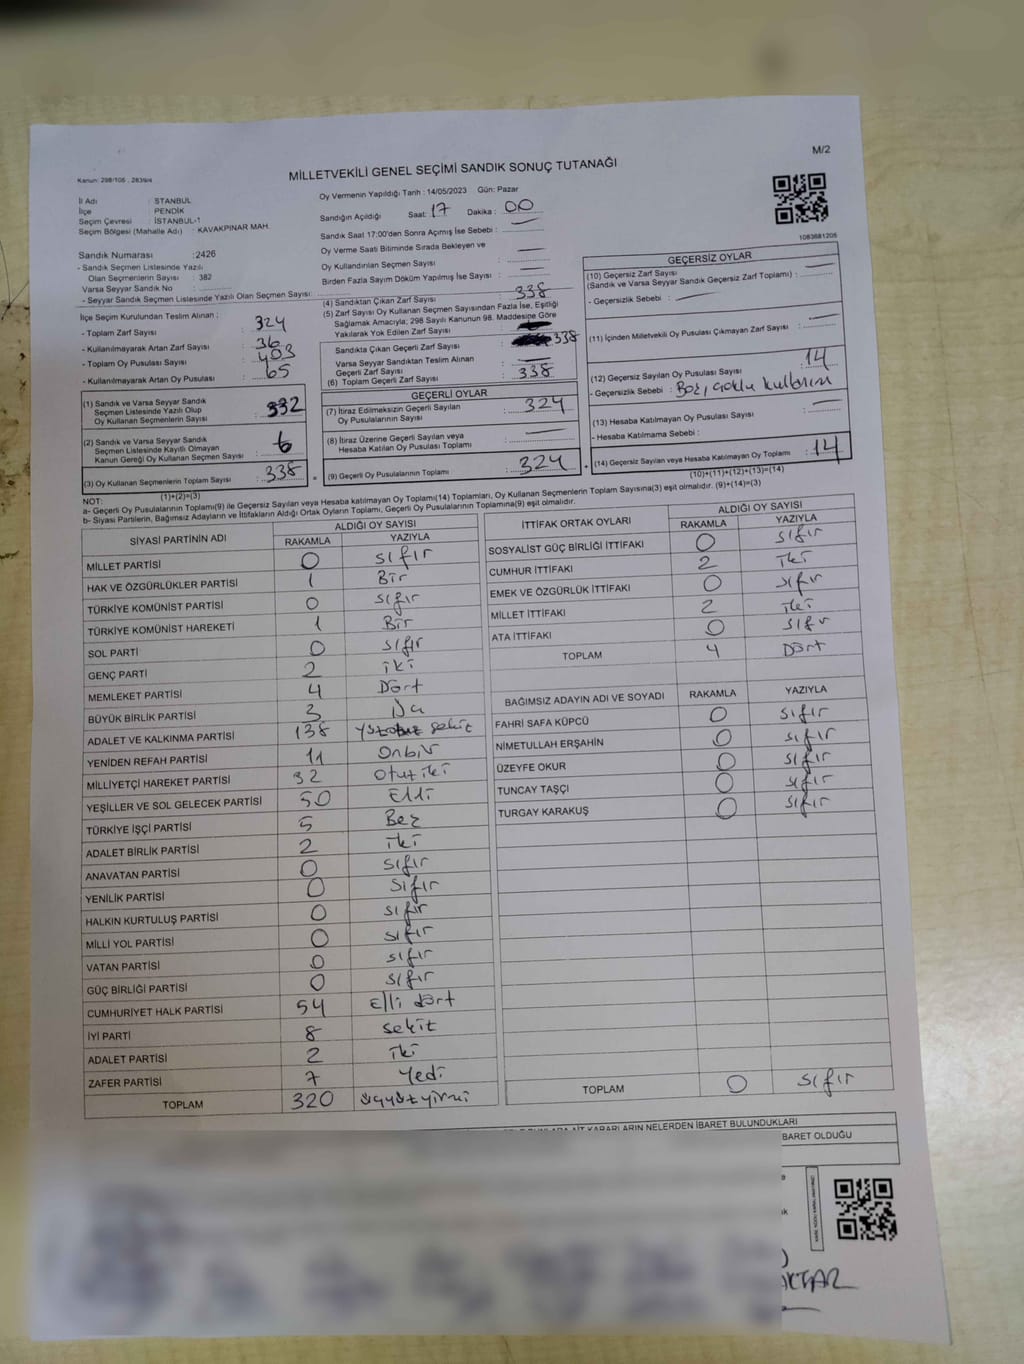 M/2
Kanun: 298/105 , 2839/4
MİLLETVEKİLİ GENEL SEÇİMİ SANDIK SONUÇ TUTANAĞI
İl Adı : STANBUL
İlçe : PENDİK
Seçim Çevresi : İSTANBUL-1
Seçim Bölgesi (Mahalle Adı) : KAVAKPINAR MAH.
Oy Vermenin Yapıldığı Tarih : 14/05/2023 Gün: Pazar
Sandığın Açıldığı Saat: 17 Dakika : 00
Sandık Saat 17:00'den Sonra Açımış İse Sebebi :
Oy Verme Saati Bitiminde Sırada Bekleyen ve
Oy Kullandırılan Seçmen Sayısı
Birden Fazla Sayım Döküm Yapılmış İse Sayısı :
1083681205
Sandık Numarası :2426
- Sandık Seçmen Listesinde Yazılı
Olan Seçmenlerin Sayısı : 382
Varsa Seyyar Sandık No :
- Seyyar Sandık Seçmen Listesinde Yazılı Olan Seçmen Sayısı:
İlçe Seçim Kurulundan Teslim Alınan :
- Toplam Zarf Sayısı : 324
- Kullanılmayarak Artan Zarf Sayısı : 36
- Toplam Oy Pusulası Sayısı : 403
- Kullanılmayarak Artan Oy Pusulası : 65
(4) Sandıktan Çıkan Zarf Sayısı : 338
(5) Zarf Sayısı Oy Kullanan Seçmen Sayısından Fazla İse, Eşitliği
Sağlamak Amacıyla; 298 Sayılı Kanunun 98. Maddesine Göre
Yakılarak Yok Edilen Zarf Sayısı :
Sandıkta Çıkan Geçerli Zarf Sayısı : 338
Varsa Seyyar Sandıktan Teslim Alınan
Geçerli Zarf Sayısı :
(6) Toplam Geçerli Zarf Sayısı : 338
GEÇERSİZ OYLAR
(10) Geçersiz Zarf Sayısı
(Sandık ve Varsa Seyyar Sandık Geçersiz Zarf Toplamı) :
- Geçersizlik Sebebi :
(11) İçinden Milletvekili Oy Pusulası Çıkmayan Zarf Sayısı :
(12) Geçersiz Sayılan Oy Pusulası Sayısı : 14
- Geçersizlik Sebebi : Boş,
(13) Hesaba Katılmayan Oy Pusulası Sayısı :
- Hesaba Katılmama Sebebi :
(14) Geçersiz Sayılan veya Hesaba Katılmayan Oy Toplamı : 14
(10)+(11)+(12)+(13)=(14)
(1) Sandık ve Varsa Seyyar Sandık
Seçmen Listesinde Yazılı Olup
Oy Kullanan Seçmenlerin Sayısı : 332
(2) Sandık ve Varsa Seyyar Sandık
Seçmen Listesinde Kayıtlı Olmayan
Kanun Gereği Oy Kullanan Seçmen Sayısı : 6
(3) Oy Kullanan Seçmenlerin Toplam Sayısı : 338
(1)+(2)=(3)
GEÇERLİ OYLAR
(7) İtiraz Edilmeksizin Geçerli Sayılan
Oy Pusulalarının Sayısı : 324
(8) İtiraz Üzerine Geçerli Sayılan veya
Hesaba Katılan Oy Pusulası Toplamı :
(9) Geçerli Oy Pusulalarının Toplamı : 324
NOT:
a- Geçerli Oy Pusulalarının Toplamı(9) ile Geçersiz Sayılan veya Hesaba katılmayan Oy Toplamı(14) Toplamları, Oy Kullanan Seçmenlerin Toplam Sayısına(3) eşit olmalıdır. (9)+(14)=(3)
b- Siyasi Partilerin, Bağımsız Adayların ve İttifakların Aldığı Ortak Oyların Toplamı, Geçerli Oy Pusulalarının Toplamına(9) eşit olmalıdır.
SİYASİ PARTİNİN ADI ALDIĞI OY SAYISI
RAKAMLA YAZIYLA
MİLLET PARTİSİ 0 sıfır
HAK VE ÖZGÜRLÜKLER PARTİSİ 1 Bir
TÜRKİYE KOMÜNİST PARTİSİ 0 sıfır
TÜRKİYE KOMÜNİST HAREKETİ 1 Bir
SOL PARTİ 0 sıfır
GENÇ PARTİ 2 iki
MEMLEKET PARTİSİ 4 Dört
BÜYÜK BİRLİK PARTİSİ 3
ADALET VE KALKINMA PARTİSİ 138 yüzotuz sekiz
YENİDEN REFAH PARTİSİ 11 Onbir
MİLLİYETÇİ HAREKET PARTİSİ 32 Otuz iki
YEŞİLLER VE SOL GELECEK PARTİSİ 50 Elli
TÜRKİYE İŞÇİ PARTİSİ 5 Beş
ADALET BİRLİK PARTİSİ 2 iki
ANAVATAN PARTİSİ 0 sıfır
YENİLİK PARTİSİ 0 sıfır
HALKIN KURTULUŞ PARTİSİ 0 sıfır
MİLLİ YOL PARTİSİ 0 sıfır
VATAN PARTİSİ 0 sıfır
GÜÇ BİRLİĞİ PARTİSİ 0 sıfır
CUMHURİYET HALK PARTİSİ 54 Elli dört
İYİ PARTİ 8 sekiz
ADALET PARTİSİ 2 iki
ZAFER PARTİSİ 7 Yedi
TOPLAM 320 üçyüzyirmi
İTTİFAK ORTAK OYLARI ALDIĞI OY SAYISI
RAKAMLA YAZIYLA
SOSYALİST GÜÇ BİRLİĞİ İTTİFAKI 0 sıfır
CUMHUR İTTİFAKI 2 iki
EMEK VE ÖZGÜRLÜK İTTİFAKI 0 sıfır
MİLLET İTTİFAKI 2 iki
ATA İTTİFAKI 0 sıfır
TOPLAM 4 Dört
BAĞIMSIZ ADAYIN ADI VE SOYADI RAKAMLA YAZIYLA
FAHRİ SAFA KÜPCÜ 0 sıfır
NİMETULLAH ERŞAHİN 0 sıfır
ÜZEYFE OKUR 0 sıfır
TUNCAY TAŞÇI 0 sıfır
TURGAY KARAKUŞ 0 sıfır
TOPLAM 0 sıfır
KARARLARIN NELERDEN İBARET BULUNDUKLARI
BARET OLDUĞU